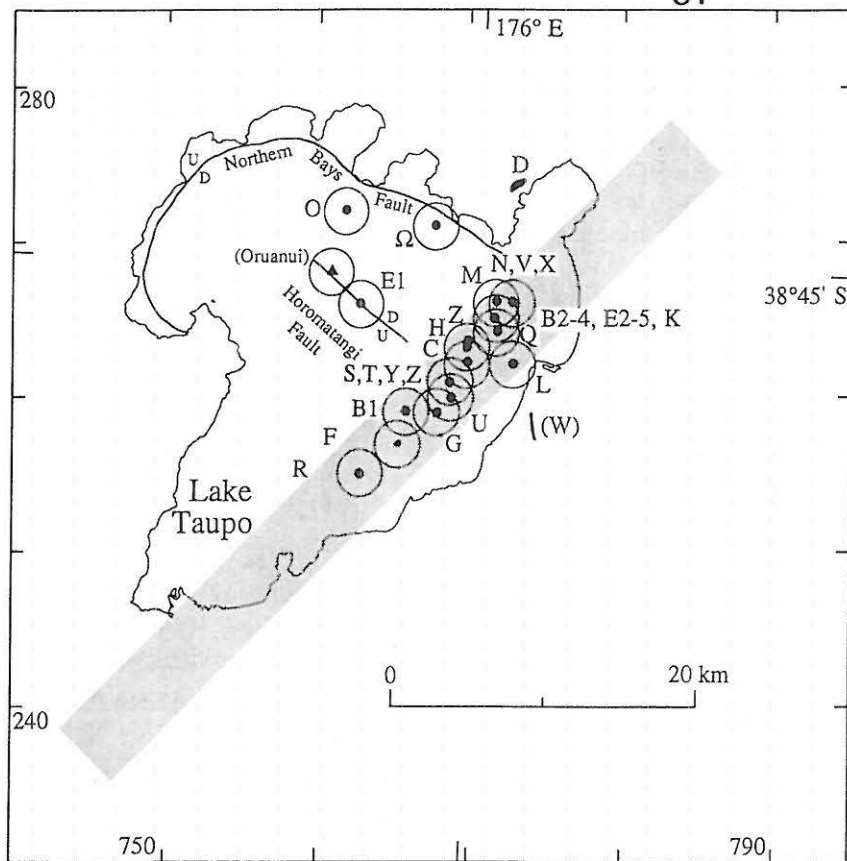 176° E
280
U
D
Northern Bays Fault
D
O
Ω
(Oruanui)
N,V,X
M
E1
38°45' S
Z
B2-4, E2-5, K
Horomatangi Fault
D
U
H
Q
C
S,T,Y,Z
L
B1
U
(W)
F
G
R
Lake
Taupo
0
20 km
240
750
790